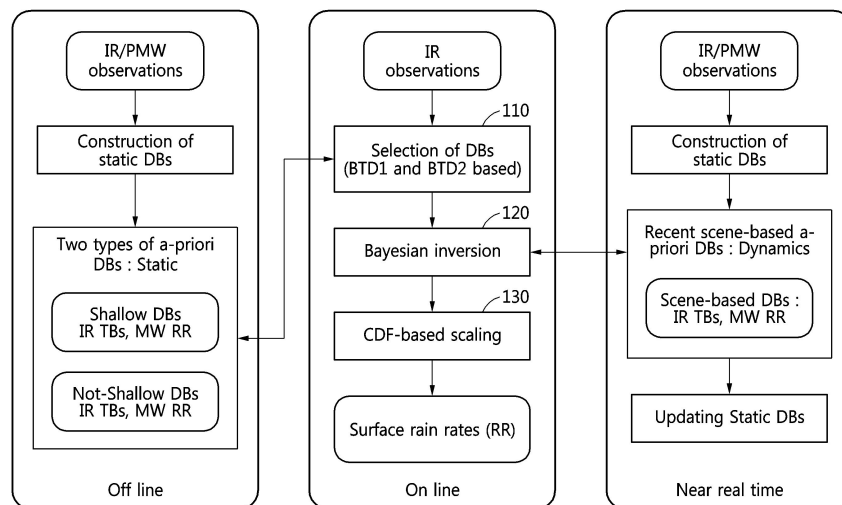 IR/PMW
observations
Construction of
static DBs
Two types of a-priori
DBs : Static
Shallow DBs
IR TBs, MW RR
Not-Shallow DBs
IR TBs, MW RR
Off line
IR
observations
110
Selection of DBs
(BTD1 and BTD2 based)
120
Bayesian inversion
130
CDF-based scaling
Surface rain rates (RR)
On line
IR/PMW
observations
Construction of
static DBs
Recent scene-based a-
priori DBs : Dynamics
Scene-based DBs :
IR TBs, MW RR
Updating Static DBs
Near real time